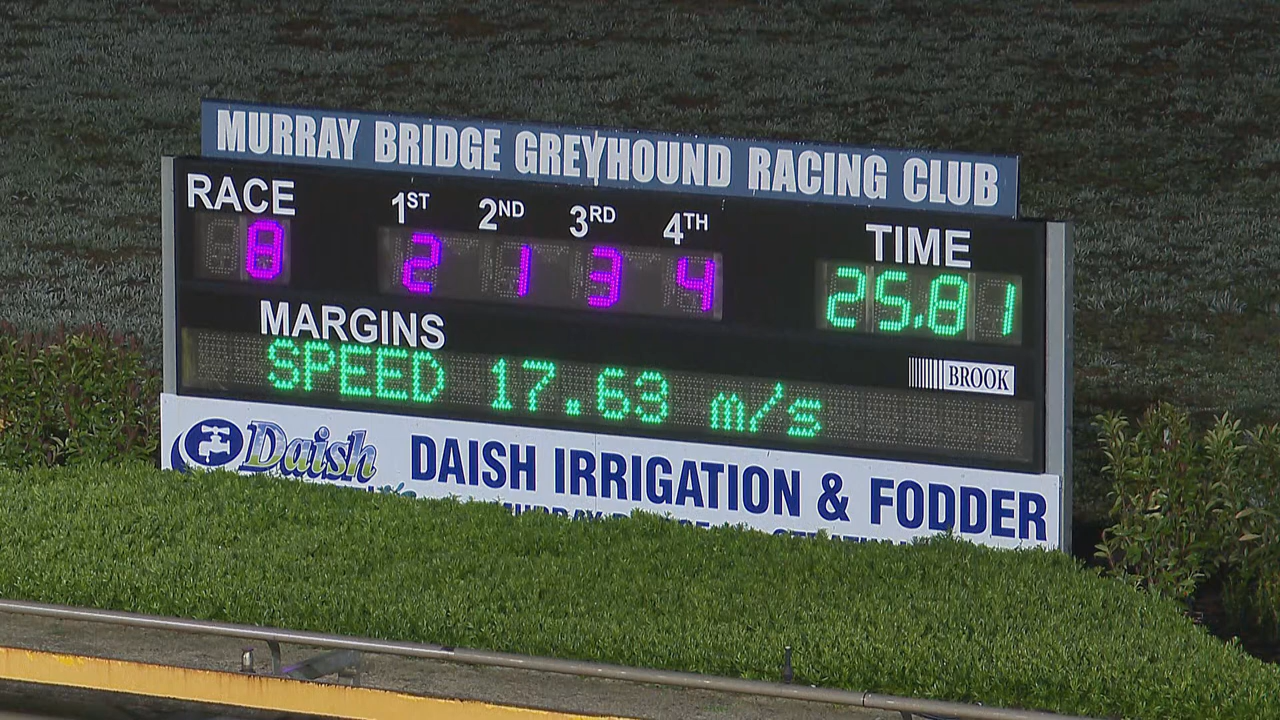 MURRAY BRIDGE GREYHOUND RACING CLUB
RACE 1ST 2ND 3RD 4TH TIME
8 2 1 3 4 25.81
MARGINS
BROOK
SPEED 17.63 m/s
Daish DAISH IRRIGATION & FODDER
MURRAY